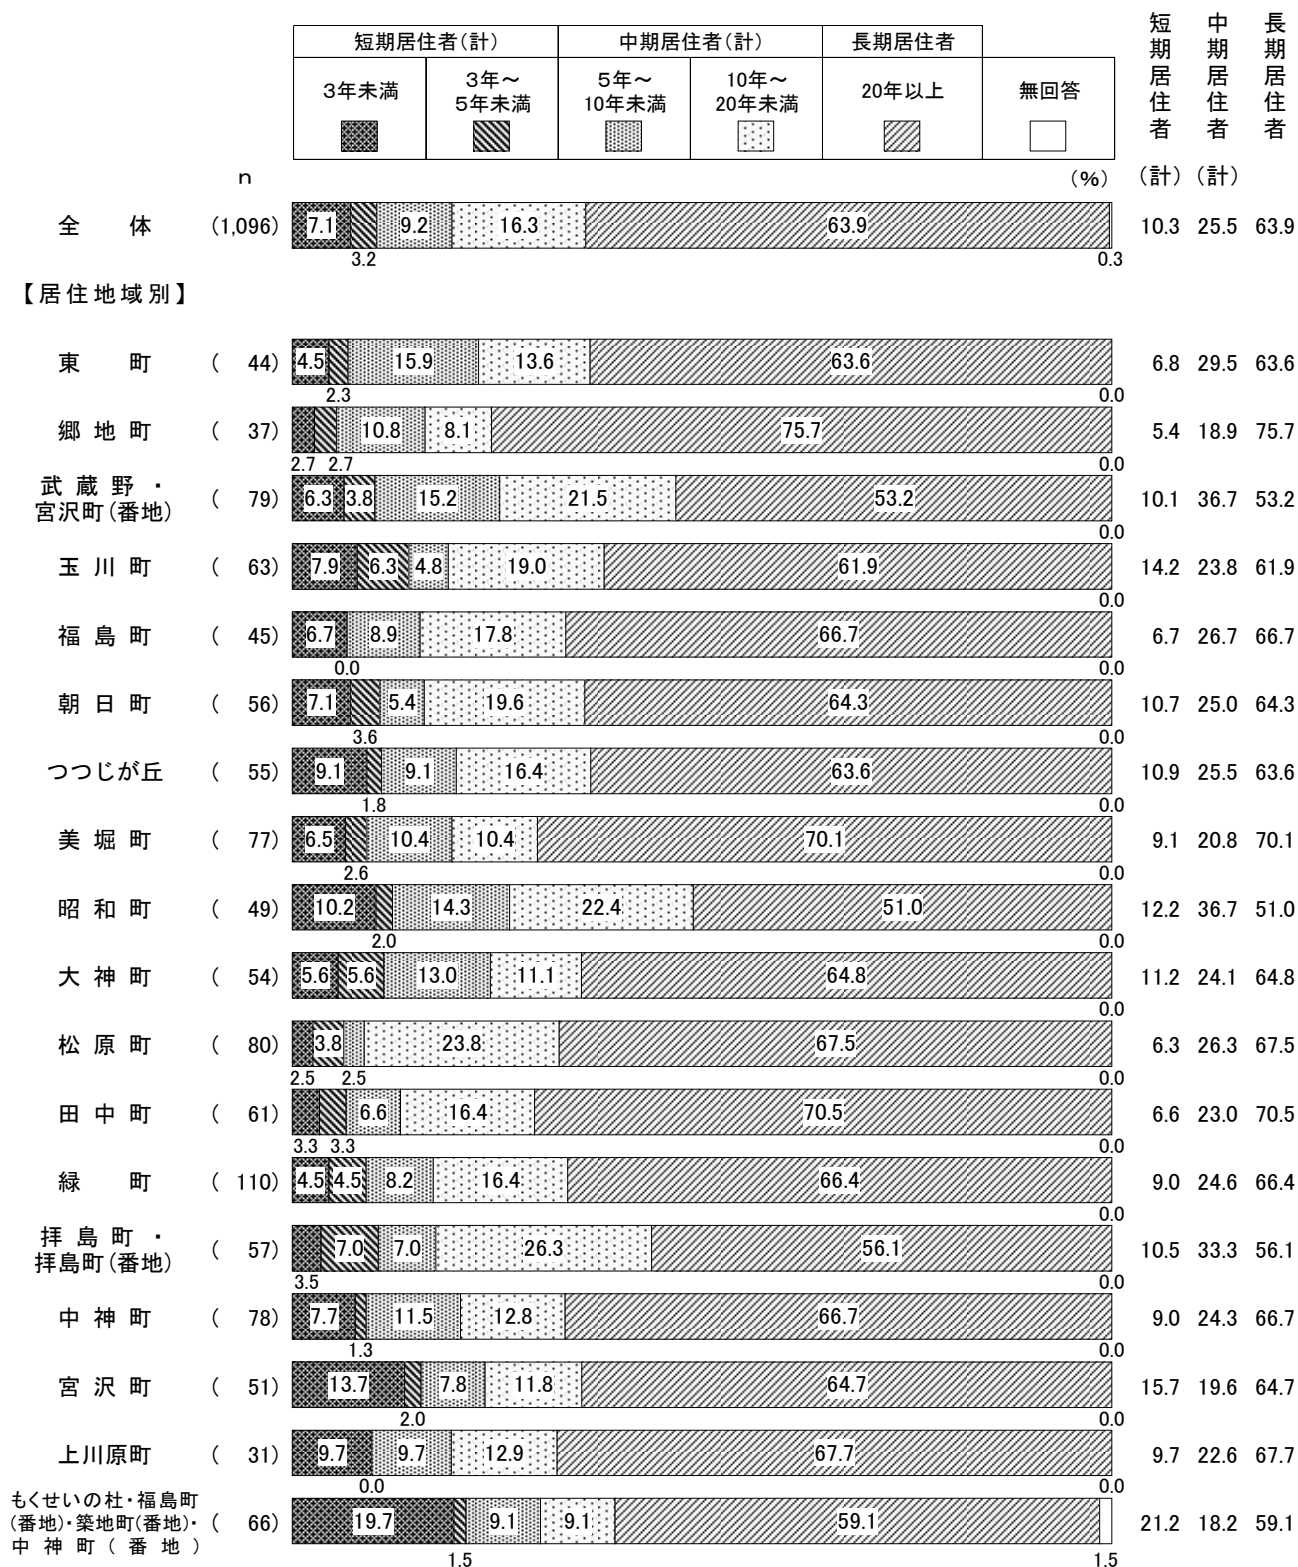 短期居住者(計) 中期居住者(計) 長期居住者
3年未満 3年～5年未満 5年～10年未満 10年～20年未満 20年以上 無回答
短期居住者(計) 中期居住者(計) 長期居住者
n (%)
全体 (1,096) 7.1 9.2 16.3 63.9 10.3 25.5 63.9
3.2 0.3
【居住地域別】
東町 ( 44) 4.5 15.9 13.6 63.6 6.8 29.5 63.6
2.3 0.0
郷地町 ( 37) 10.8 8.1 75.7 5.4 18.9 75.7
2.7 2.7 0.0
武蔵野・
宮沢町(番地) ( 79) 6.3 3.8 15.2 21.5 53.2 10.1 36.7 53.2
0.0
玉川町 ( 63) 7.9 6.3 4.8 19.0 61.9 14.2 23.8 61.9
0.0
福島町 ( 45) 6.7 8.9 17.8 66.7 6.7 26.7 66.7
0.0 0.0
朝日町 ( 56) 7.1 5.4 19.6 64.3 10.7 25.0 64.3
3.6 0.0
つつじが丘 ( 55) 9.1 9.1 16.4 63.6 10.9 25.5 63.6
1.8 0.0
美堀町 ( 77) 6.5 10.4 10.4 70.1 9.1 20.8 70.1
2.6 0.0
昭和町 ( 49) 10.2 14.3 22.4 51.0 12.2 36.7 51.0
2.0 0.0
大神町 ( 54) 5.6 5.6 13.0 11.1 64.8 11.2 24.1 64.8
0.0
松原町 ( 80) 3.8 23.8 67.5 6.3 26.3 67.5
2.5 2.5 0.0
田中町 ( 61) 6.6 16.4 70.5 6.6 23.0 70.5
3.3 3.3 0.0
緑町 ( 110) 4.5 4.5 8.2 16.4 66.4 9.0 24.6 66.4
0.0
拝島町・
拝島町(番地) ( 57) 7.0 7.0 26.3 56.1 10.5 33.3 56.1
3.5 0.0
中神町 ( 78) 7.7 11.5 12.8 66.7 9.0 24.3 66.7
1.3 0.0
宮沢町 ( 51) 13.7 7.8 11.8 64.7 15.7 19.6 64.7
2.0 0.0
上川原町 ( 31) 9.7 9.7 12.9 67.7 9.7 22.6 67.7
0.0 0.0
もくせいの杜・福島町
(番地)・築地町(番地)・
中神町(番地) ( 66) 19.7 9.1 9.1 59.1 21.2 18.2 59.1
1.5 1.5